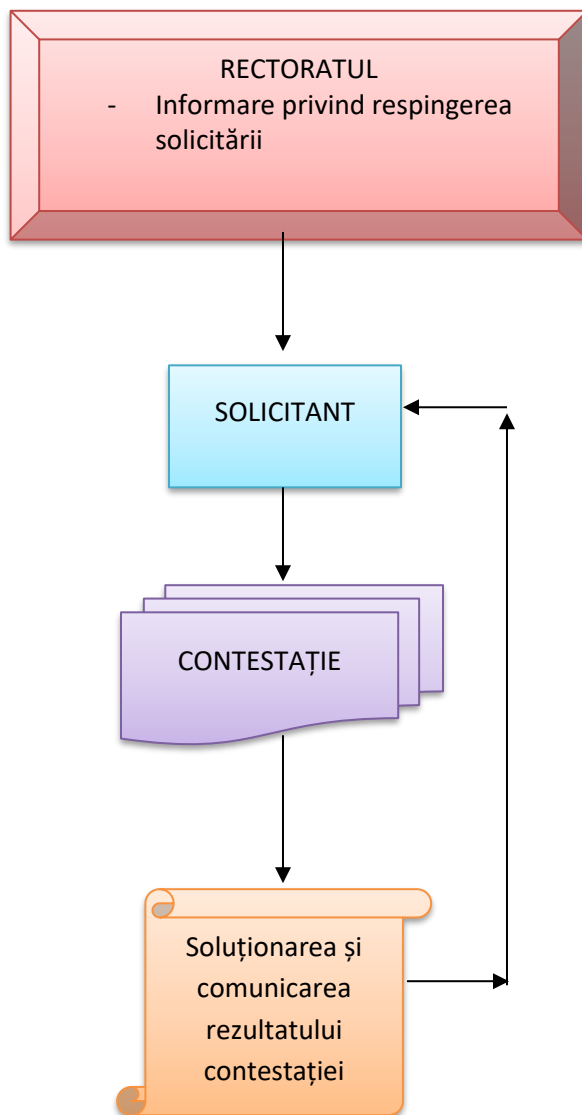 RECTORATUL
- Informare privind respingerea
solicitării
SOLICITANT
CONTESTAȚIE
Soluționarea și
comunicarea
rezultatului
contestației